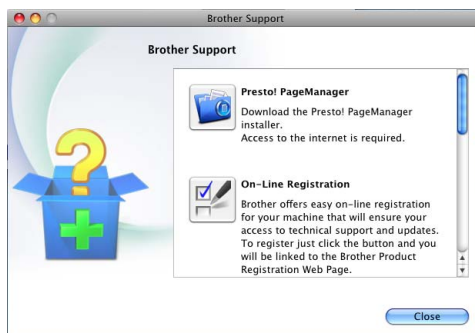 Brother Support
Brother Support
Presto! PageManager
Download the Presto! PageManager
installer.
Access to the internet is required.
On-Line Registration
Brother offers easy on-line registration
for your machine that will ensure your
access to technical support and updates.
To register just click the button and you
will be linked to the Brother Product
Registration Web Page.
Close